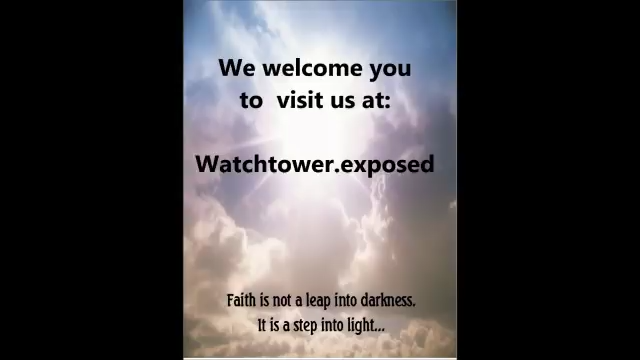 We welcome you
to visit us at:
Watchtower.exposed
Faith is not a leap into darkness.
It is a step into light...